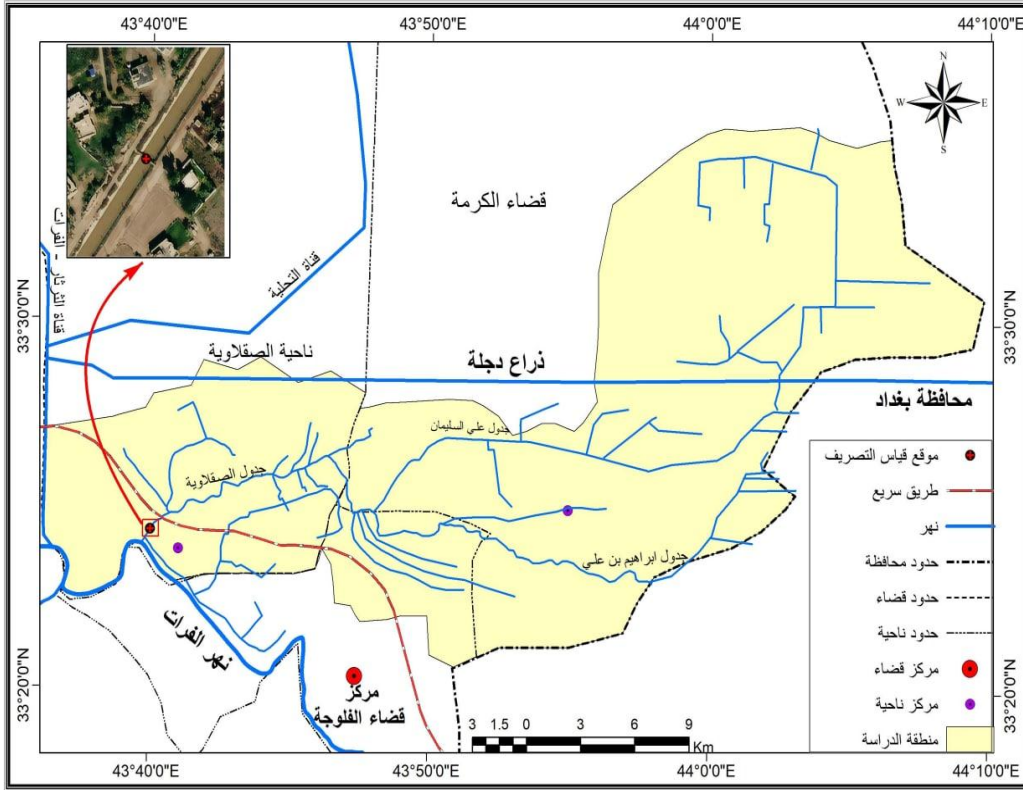 43°40'0"E
43°50'0"E
44°0'0"E
44°10'0"E
N
W
E
S
قضاء الكرمة
قناة الثرثار - الفرات
قناة التحلية
33°30'0"N
33°30'0"N
ناحية الصقلاوية
ذراع دجلة
محافظة بغداد
جدول علي السليمان
جدول الصقلاوية
جدول ابراهيم بن علي
نهر الفرات
مركز
قضاء الفلوجة
موقع قياس التصريف
طريق سريع
نهر
حدود محافظة
حدود قضاء
حدود ناحية
مركز قضاء
مركز ناحية
منطقة الدراسة
33°20'0"N
33°20'0"N
3 1.5 0 3 6 9
Km
43°40'0"E
43°50'0"E
44°0'0"E
44°10'0"E